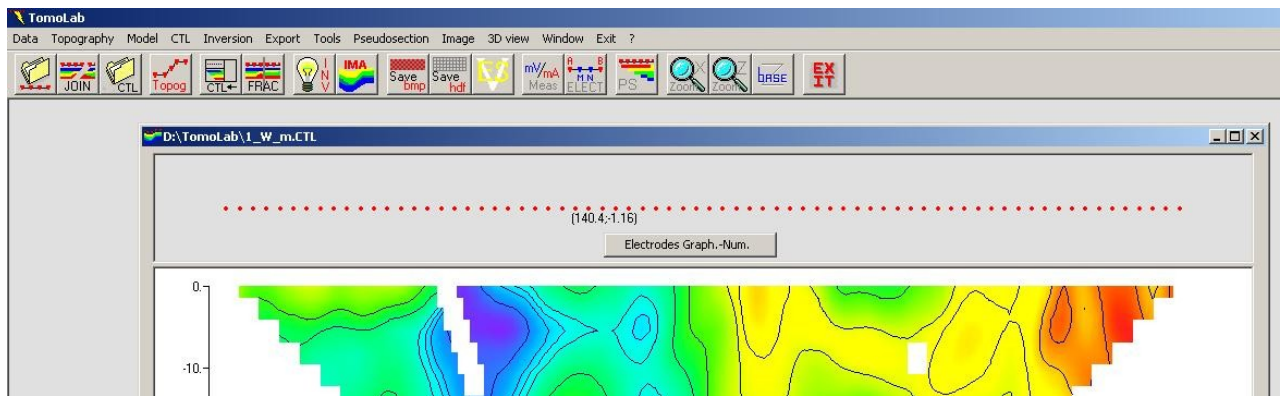 TomoLab
Data Topography Model CTL Inversion Export Tools Pseudosection Image 3D view Window Exit ?
JOIN CTL Topog CTL← FRAC INV IMA Save bmp Save hdf mV/mA Meas A B M N ELECT PS X Zoom Z Zoom BASE EXIT
D:\TomoLab\1_W_m.CTL
(140.4;-1.16)
Electrodes Graph.-Num.
0.
-10.